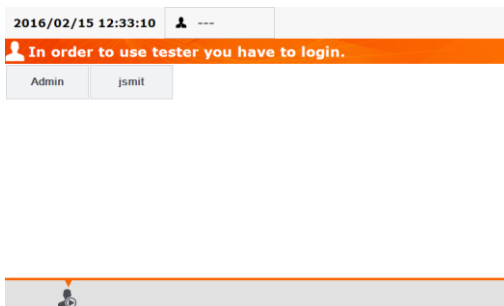 2016/02/15 12:33:10 ---
In order to use tester you have to login.
Admin jsmit